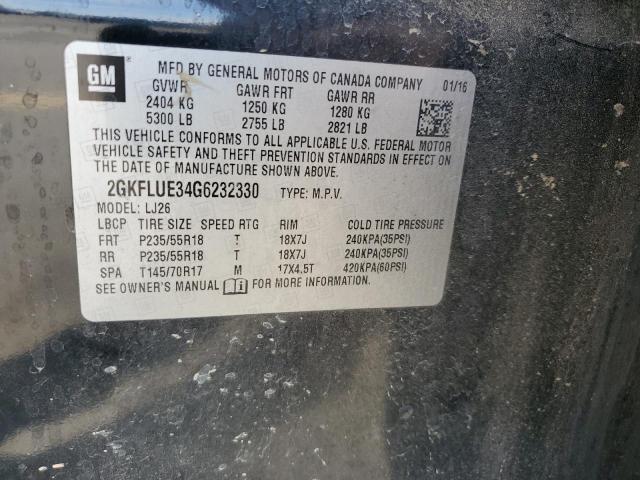 GM
MFD BY GENERAL MOTORS OF CANADA COMPANY 01/16
GVWR GAWR FRT GAWR RR
2404 KG 1250 KG 1280 KG
5300 LB 2755 LB 2821 LB
THIS VEHICLE CONFORMS TO ALL APPLICABLE U.S. FEDERAL MOTOR
VEHICLE SAFETY AND THEFT PREVENTION STANDARDS IN EFFECT ON
THE DATE OF MANUFACTURE SHOWN ABOVE.
2GKFLUE34G6232330 TYPE: M.P.V.
MODEL: LJ26
LBCP TIRE SIZE SPEED RTG RIM COLD TIRE PRESSURE
FRT P235/55R18 T 18X7J 240KPA(35PSI)
RR P235/55R18 T 18X7J 240KPA(35PSI)
SPA T145/70R17 M 17X4.5T 420KPA(60PSI)
SEE OWNER'S MANUAL FOR MORE INFORMATION.